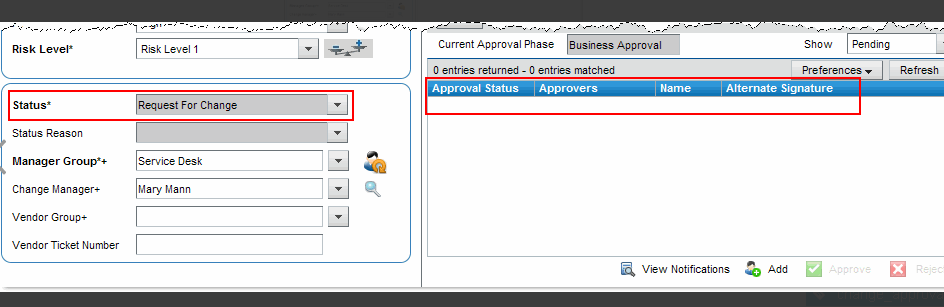 Risk Level* Risk Level 1
Status* Request For Change
Status Reason
Manager Group*+ Service Desk
Change Manager+ Mary Mann
Vendor Group+
Vendor Ticket Number
Current Approval Phase Business Approval Show Pending
0 entries returned - 0 entries matched Preferences Refresh
Approval Status Approvers Name Alternate Signature
View Notifications Add Approve Rejec